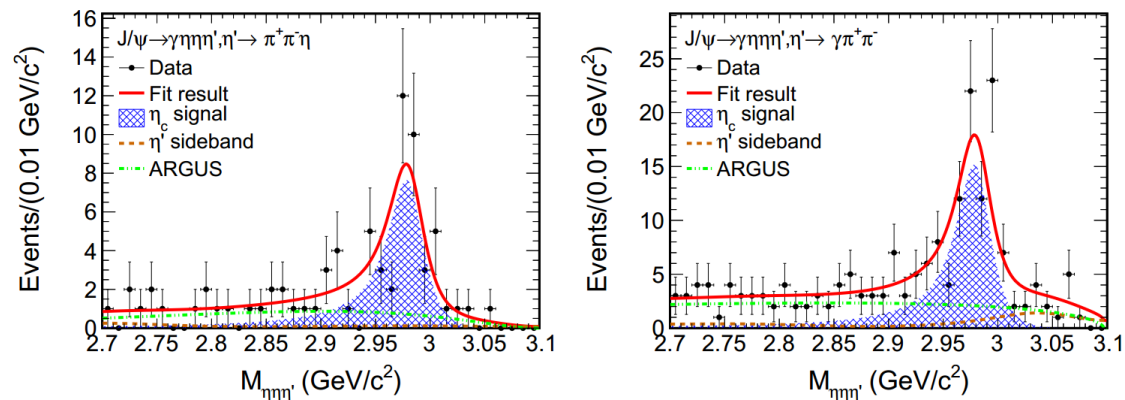 J/ψ→γηηη′,η′→ π⁺π⁻η
Data
Fit result
η_c signal
η′ sideband
ARGUS
Events/(0.01 GeV/c²)
16
14
12
10
8
6
4
2
0
2.7 2.75 2.8 2.85 2.9 2.95 3 3.05 3.1
M_ηηη′ (GeV/c²)
J/ψ→γηηη′,η′→ γπ⁺π⁻
Data
Fit result
η_c signal
η′ sideband
ARGUS
Events/(0.01 GeV/c²)
25
20
15
10
5
0
2.7 2.75 2.8 2.85 2.9 2.95 3 3.05 3.1
M_ηηη′ (GeV/c²)